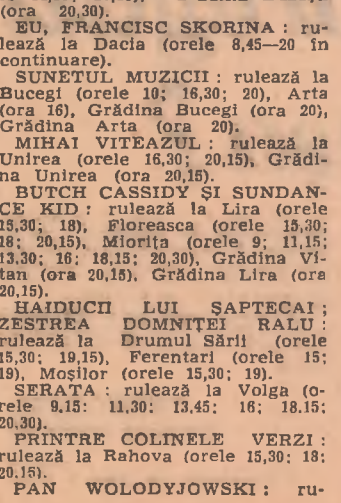 (ora 20,30).
EU, FRANCISC SKORINA : ru-
lează la Dacia (orele 8,45—20 în
continuare).
SUNETUL MUZICII : rulează la
Bucegi (orele 10; 16,30; 20), Arta
(ora 16), Grădina Bucegi (ora 20),
Grădina Arta (ora 20).
MIHAI VITEAZUL : rulează la
Unirea (orele 16,30; 20,15), Grădi-
na Unirea (ora 20,15).
BUTCH CASSIDY ȘI SUNDAN-
CE KID : rulează la Lira (orele
15,30; 18), Floreasca (orele 15,30;
18; 20,15), Miorița (orele 9; 11,15;
13,30; 16; 18,15; 20,30), Grădina Vi-
tan (ora 20,15), Grădina Lira (ora
20,15).
HAIDUCII LUI ȘAPTECAI ;
ZESTREA DOMNIȚEI RALU :
rulează la Drumul Sării (orele
15,30; 19,15), Ferentari (orele 15;
19), Moșilor (orele 15,30; 19).
SERATA : rulează la Volga (o-
rele 9,15; 11,30; 13,45; 16; 18,15;
20,30).
PRINTRE COLINELE VERZI :
rulează la Rahova (orele 15,30; 18;
20,15).
PAN WOLODYJOWSKI : ru-